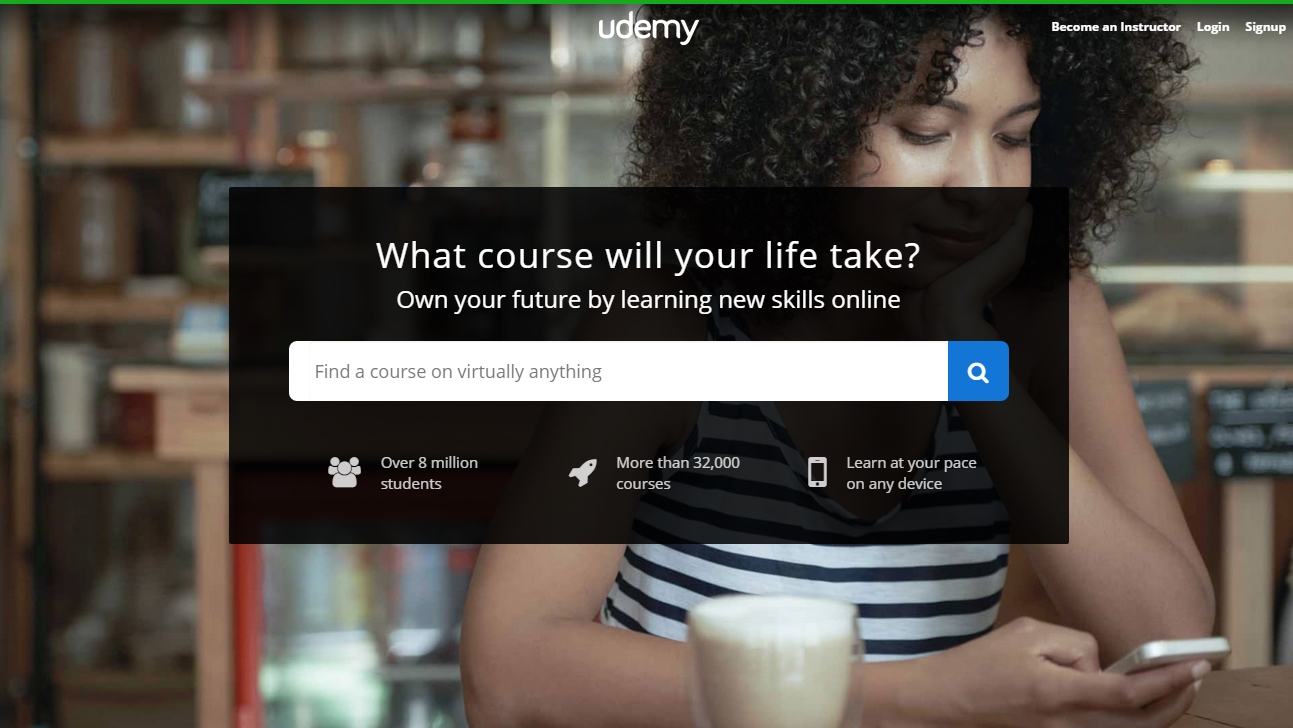 udemy
Become an Instructor Login Signup
What course will your life take?
Own your future by learning new skills online
Find a course on virtually anything
Over 8 million
students
More than 32,000
courses
Learn at your pace
on any device